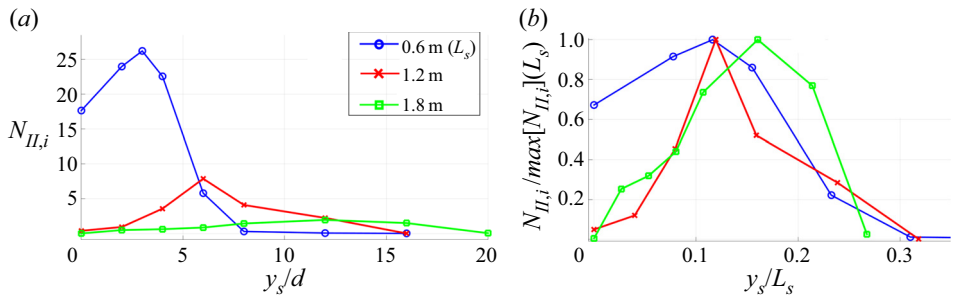 (a)
25
20
15
10
5
N_{II,i}
0 5 10 15 20
y_s/d
0.6 m (L_s)
1.2 m
1.8 m
(b)
1.0
0.8
0.6
0.4
0.2
N_{II,i}/max[N_{II,i}](L_s)
0 0.1 0.2 0.3
y_s/L_s